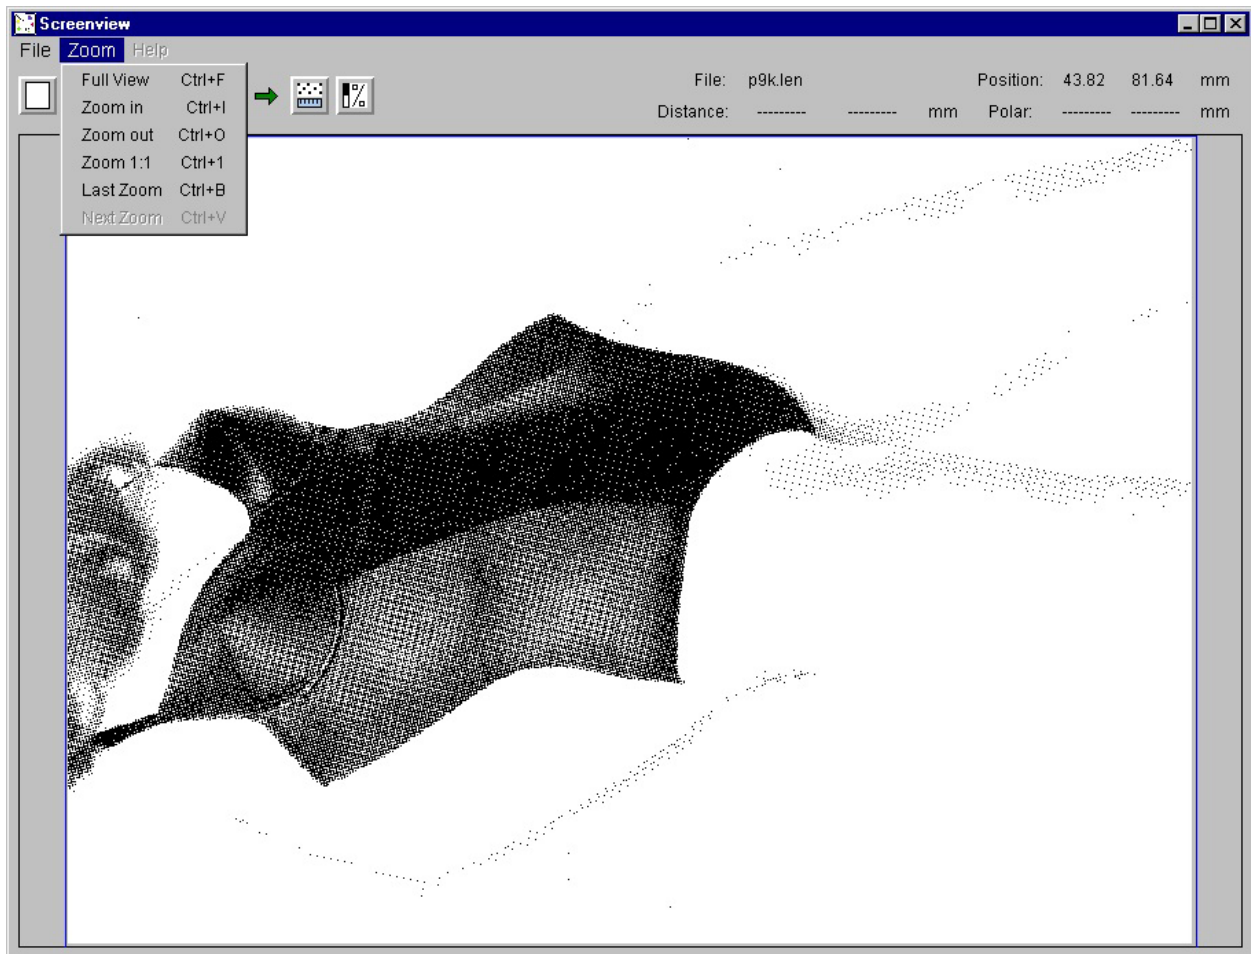 Screenview
File Zoom Help
Full View Ctrl+F
Zoom in Ctrl+I
Zoom out Ctrl+O
Zoom 1:1 Ctrl+1
Last Zoom Ctrl+B
Next Zoom Ctrl+V
File: p9k.len Position: 43.82 81.64 mm
Distance: --------- --------- mm Polar: --------- --------- mm